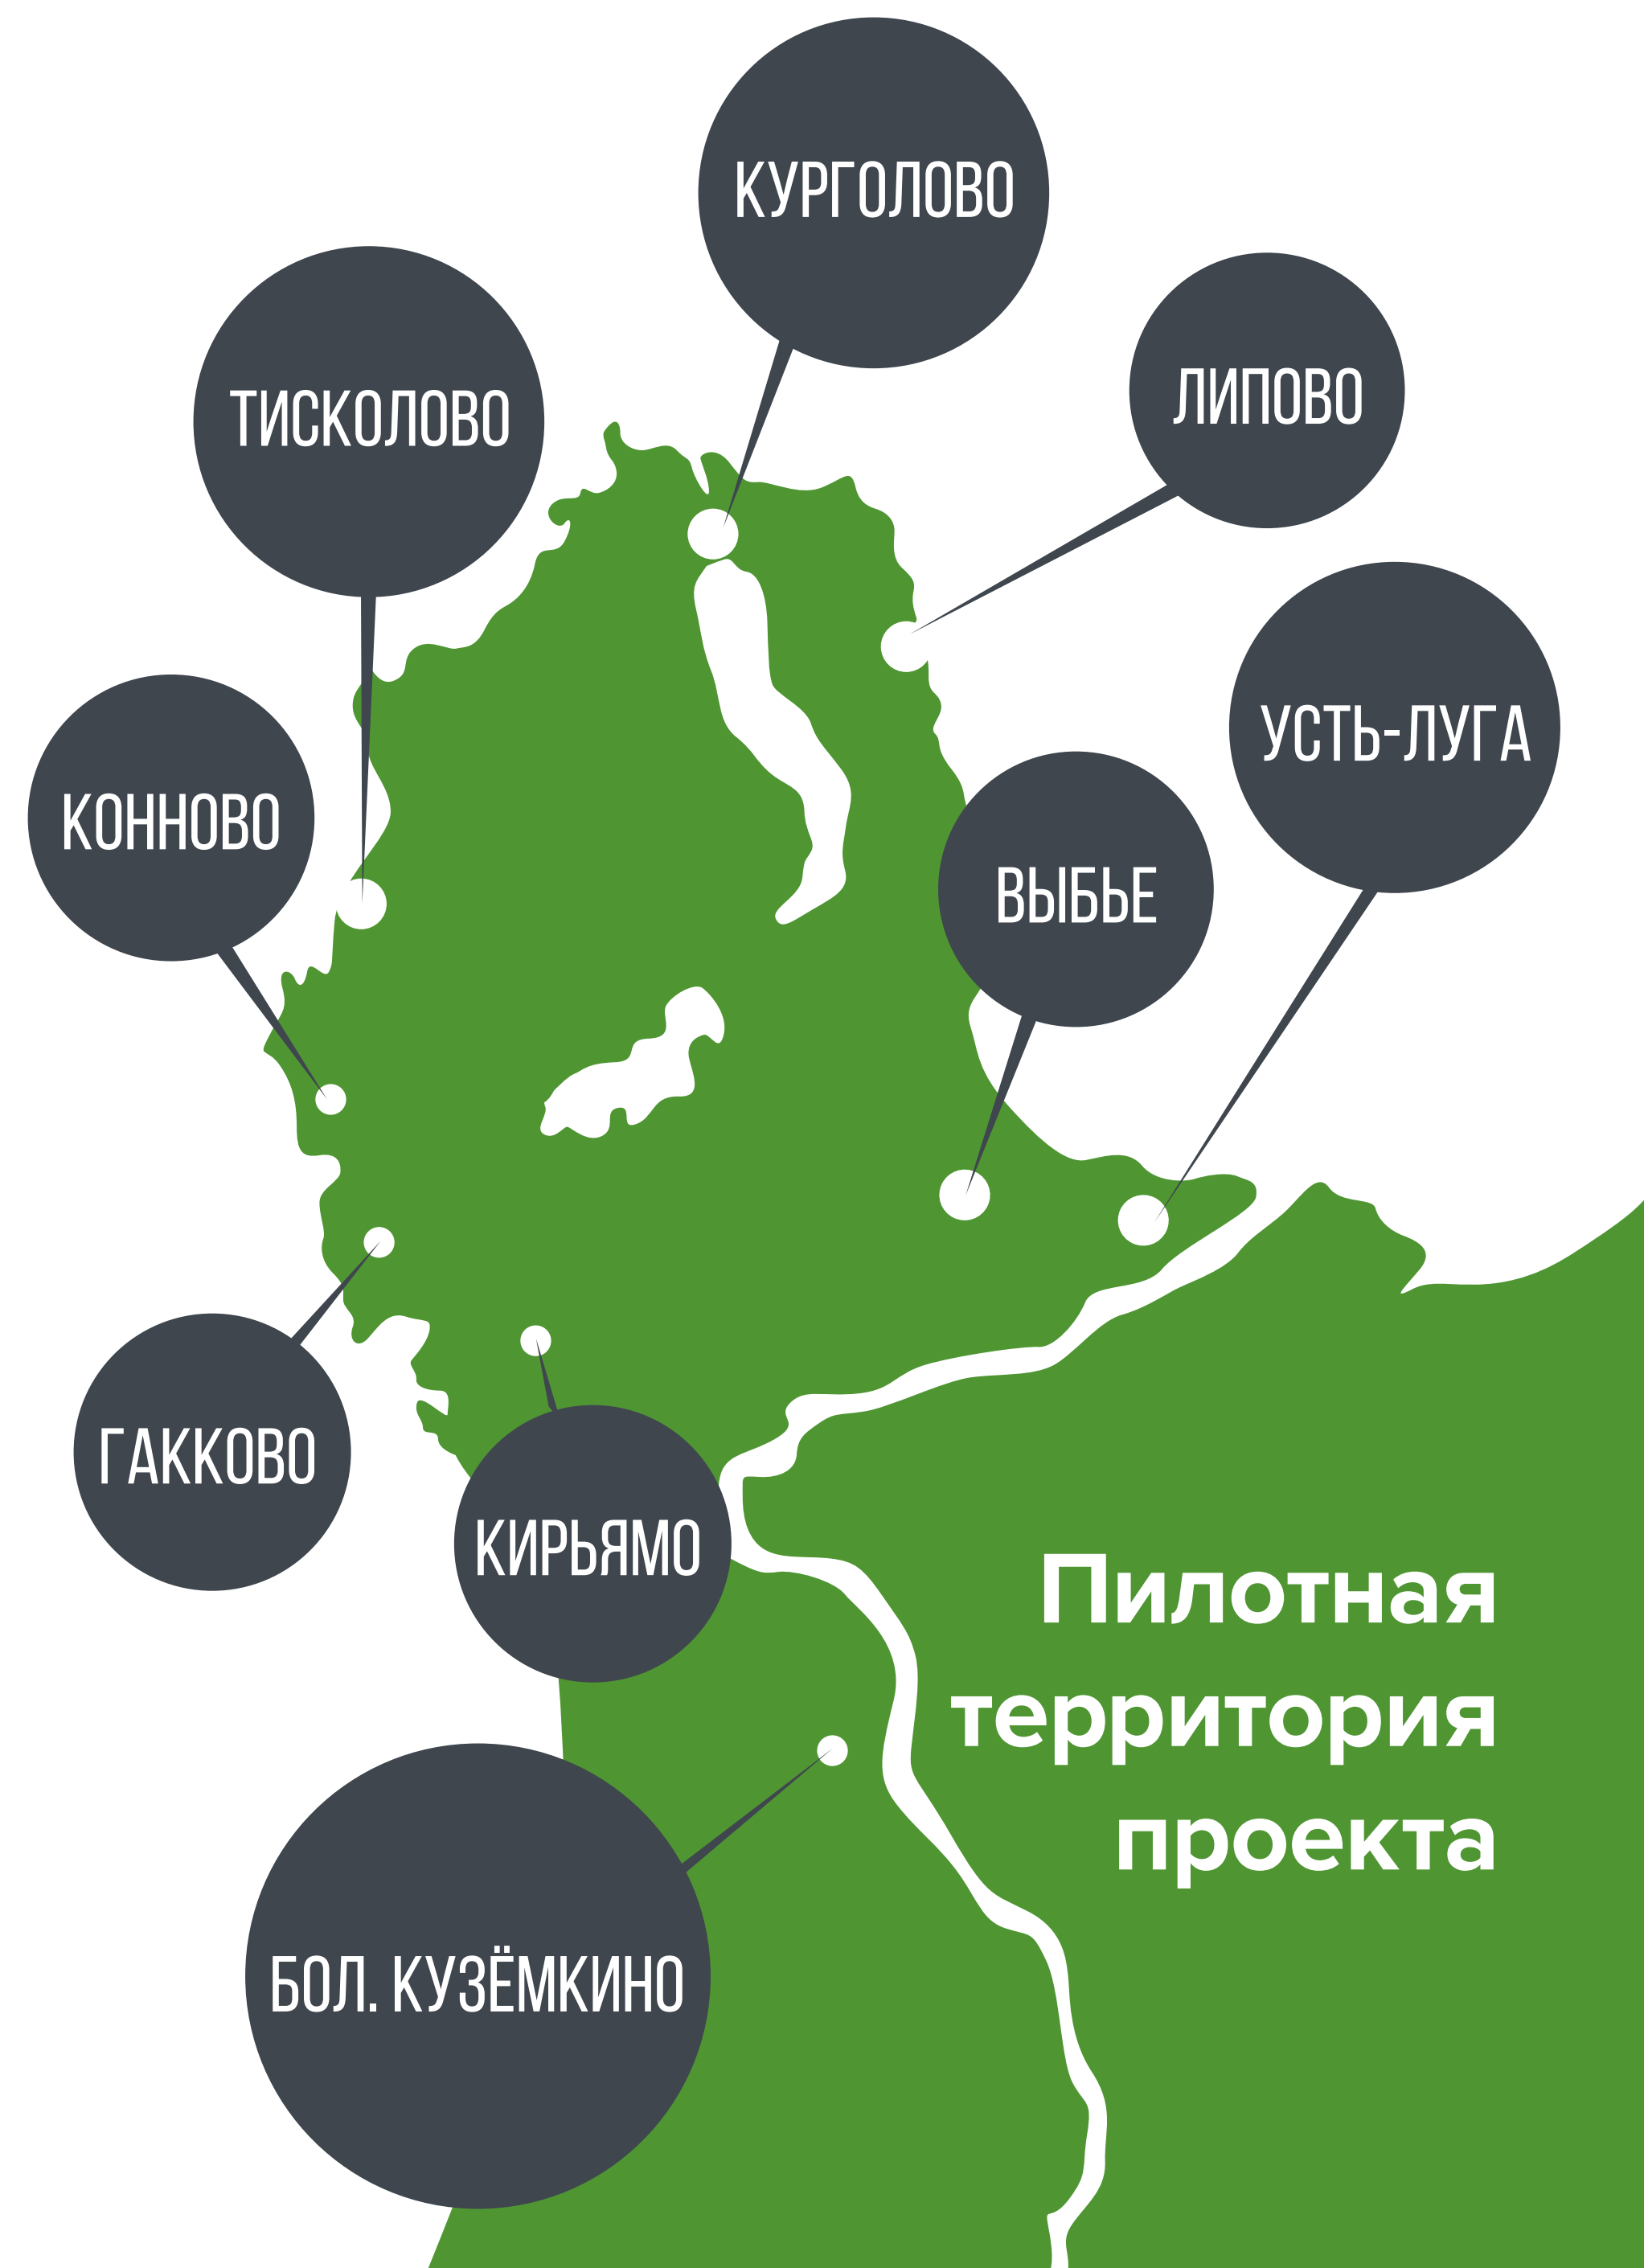 КУРГОЛОВО
ТИСКОЛОВО
ЛИПОВО
УСТЬ-ЛУГА
КОННОВО
ВЫБЬЕ
ГАККОВО
КИРЬЯМО
Пилотная
территория
проекта
БОЛ. КУЗЁМКИНО